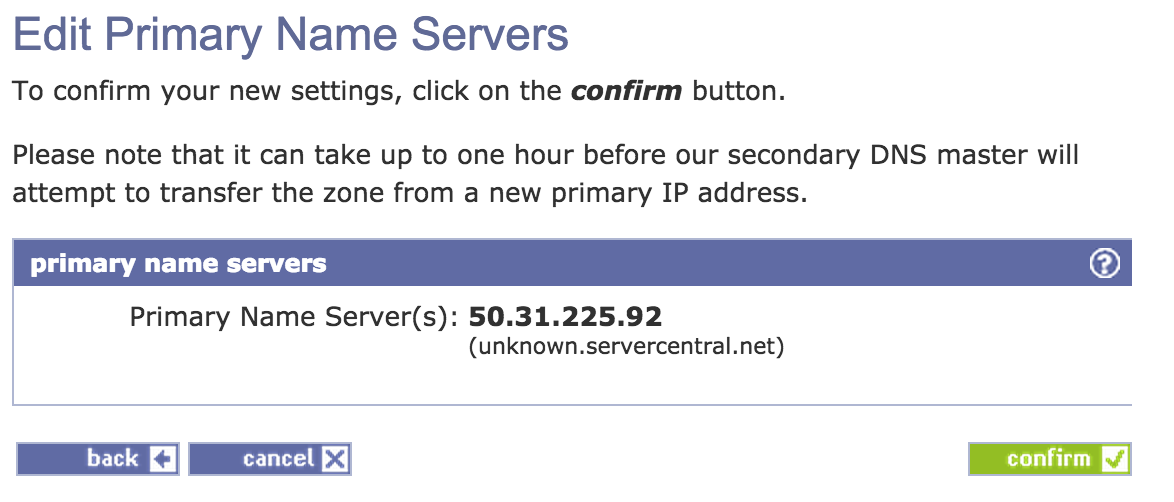 Edit Primary Name Servers
To confirm your new settings, click on the confirm button.
Please note that it can take up to one hour before our secondary DNS master will
attempt to transfer the zone from a new primary IP address.
primary name servers ?
Primary Name Server(s): 50.31.225.92
(unknown.servercentral.net)
back cancel confirm